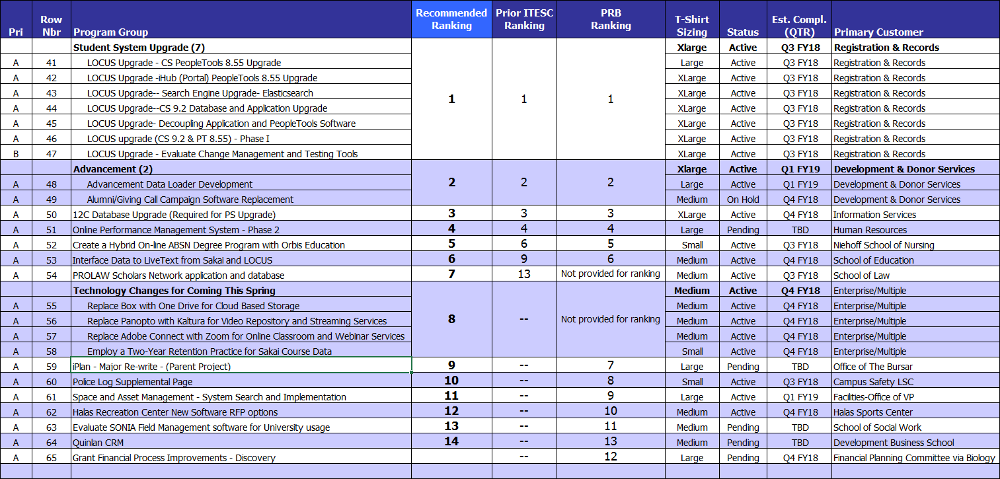 Pri Row Nbr Program Group Recommended Ranking Prior ITESC Ranking PRB Ranking T-Shirt Sizing Status Est. Compl. (QTR) Primary Customer
Student System Upgrade (7) 1 1 1 Xlarge Active Q3 FY18 Registration & Records
A 41 LOCUS Upgrade - CS PeopleTools 8.55 Upgrade Large Active Q3 FY18 Registration & Records
A 42 LOCUS Upgrade -iHub (Portal) PeopleTools 8.55 Upgrade XLarge Active Q3 FY18 Registration & Records
A 43 LOCUS Upgrade-- Search Engine Upgrade- Elasticsearch XLarge Active Q3 FY18 Registration & Records
A 44 LOCUS Upgrade--CS 9.2 Database and Application Upgrade XLarge Active Q3 FY18 Registration & Records
A 45 LOCUS Upgrade- Decoupling Application and PeopleTools Software XLarge Active Q3 FY18 Registration & Records
A 46 LOCUS upgrade (CS 9.2 & PT 8.55) - Phase I XLarge Active Q3 FY18 Registration & Records
B 47 LOCUS Upgrade - Evaluate Change Management and Testing Tools XLarge Active Q3 FY18 Registration & Records
Advancement (2) 2 2 2 Xlarge Active Q1 FY19 Development & Donor Services
A 48 Advancement Data Loader Development Large Active Q1 FY19 Development & Donor Services
A 49 Alumni/Giving Call Campaign Software Replacement Medium On Hold Q4 FY18 Development & Donor Services
A 50 12C Database Upgrade (Required for PS Upgrade) 3 3 3 XLarge Active Q4 FY18 Information Services
A 51 Online Performance Management System - Phase 2 4 4 4 Large Pending TBD Human Resources
A 52 Create a Hybrid On-line ABSN Degree Program with Orbis Education 5 6 5 Small Active Q3 FY18 Niehoff School of Nursing
A 53 Interface Data to LiveText from Sakai and LOCUS 6 9 6 Medium Active Q4 FY18 School of Education
A 54 PROLAW Scholars Network application and database 7 13 Not provided for ranking Medium Active Q3 FY18 School of Law
Technology Changes for Coming This Spring 8 -- Not provided for ranking Medium Active Q4 FY18 Enterprise/Multiple
A 55 Replace Box with One Drive for Cloud Based Storage Medium Active Q4 FY18 Enterprise/Multiple
A 56 Replace Panopto with Kaltura for Video Repository and Streaming Services Medium Active Q4 FY18 Enterprise/Multiple
A 57 Replace Adobe Connect with Zoom for Online Classroom and Webinar Services Medium Active Q4 FY18 Enterprise/Multiple
A 58 Employ a Two-Year Retention Practice for Sakai Course Data Small Active Q4 FY18 Enterprise/Multiple
A 59 iPlan - Major Re-write - (Parent Project) 9 -- 7 Large Pending TBD Office of The Bursar
A 60 Police Log Supplemental Page 10 -- 8 Small Active Q3 FY18 Campus Safety LSC
A 61 Space and Asset Management - System Search and Implementation 11 -- 9 Large Active Q1 FY19 Facilities-Office of VP
A 62 Halas Recreation Center New Software RFP options 12 -- 10 Medium Active Q4 FY18 Halas Sports Center
A 63 Evaluate SONIA Field Management software for University usage 13 -- 11 Medium Pending TBD School of Social Work
A 64 Quinlan CRM 14 -- 13 Medium Pending TBD Development Business School
A 65 Grant Financial Process Improvements - Discovery -- 12 Large Pending Q4 FY18 Financial Planning Committee via Biology